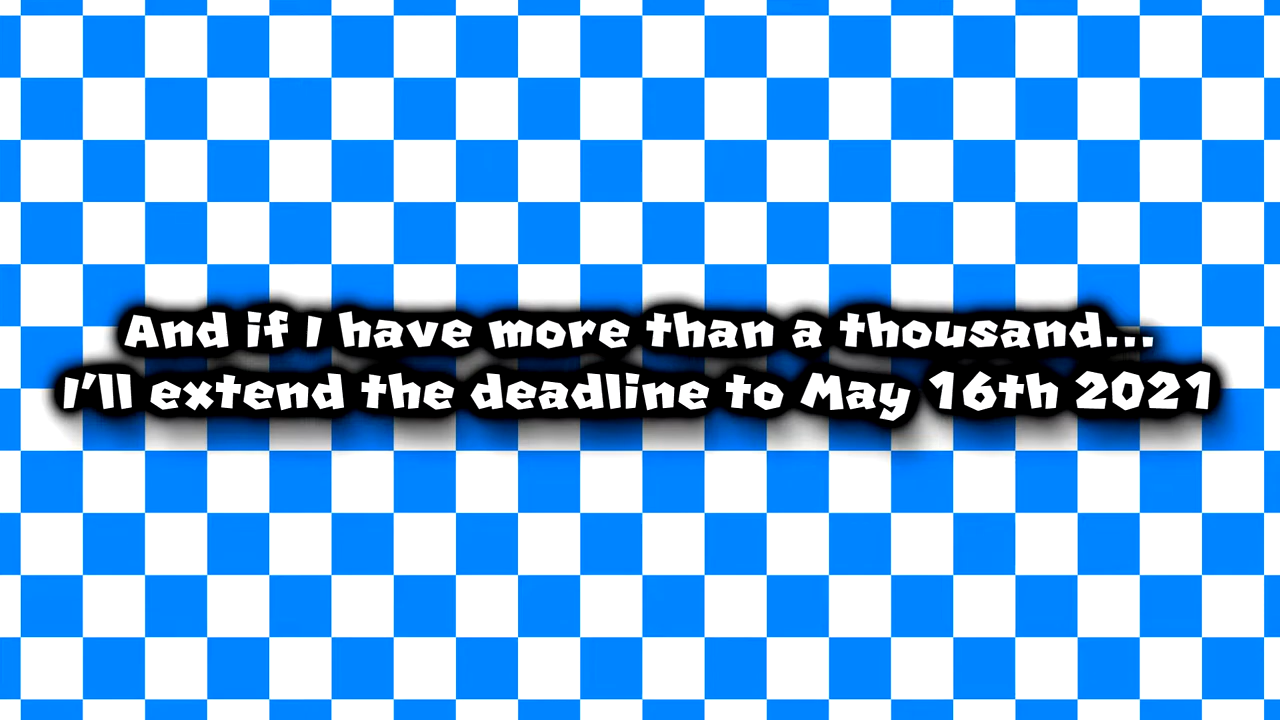 And if I have more than a thousand...
I'll extend the deadline to May 16th 2021